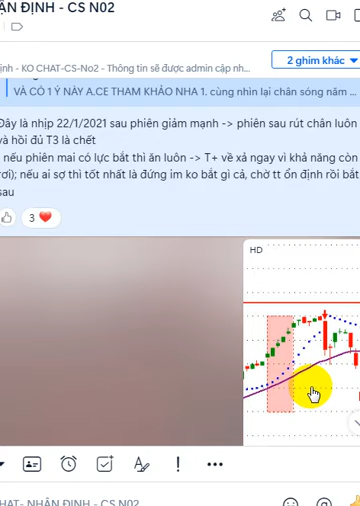 ẬN ĐỊNH - CS N02
2 ghim khác
ịnh - KO CHAT-CS-No2 - Thông tin sẽ được admin cập nh...
VÀ CÓ 1 Ý NÀY A.CE THAM KHẢO NHA 1. cùng nhìn lại chân sóng năm ...
Đây là nhịp 22/1/2021 sau phiên giảm mạnh -> phiên sau rút chân luôn
và hồi đủ T3 là chết
nếu phiên mai có lực bắt thì ăn luôn -> T+ về xả ngay vì khả năng còn
rơi); nếu ai sợ thì tốt nhất là đứng im ko bắt gì cả, chờ tt ổn định rồi bắt
sau
3
HD
HAT- NHẬN ĐỊNH - CS N02